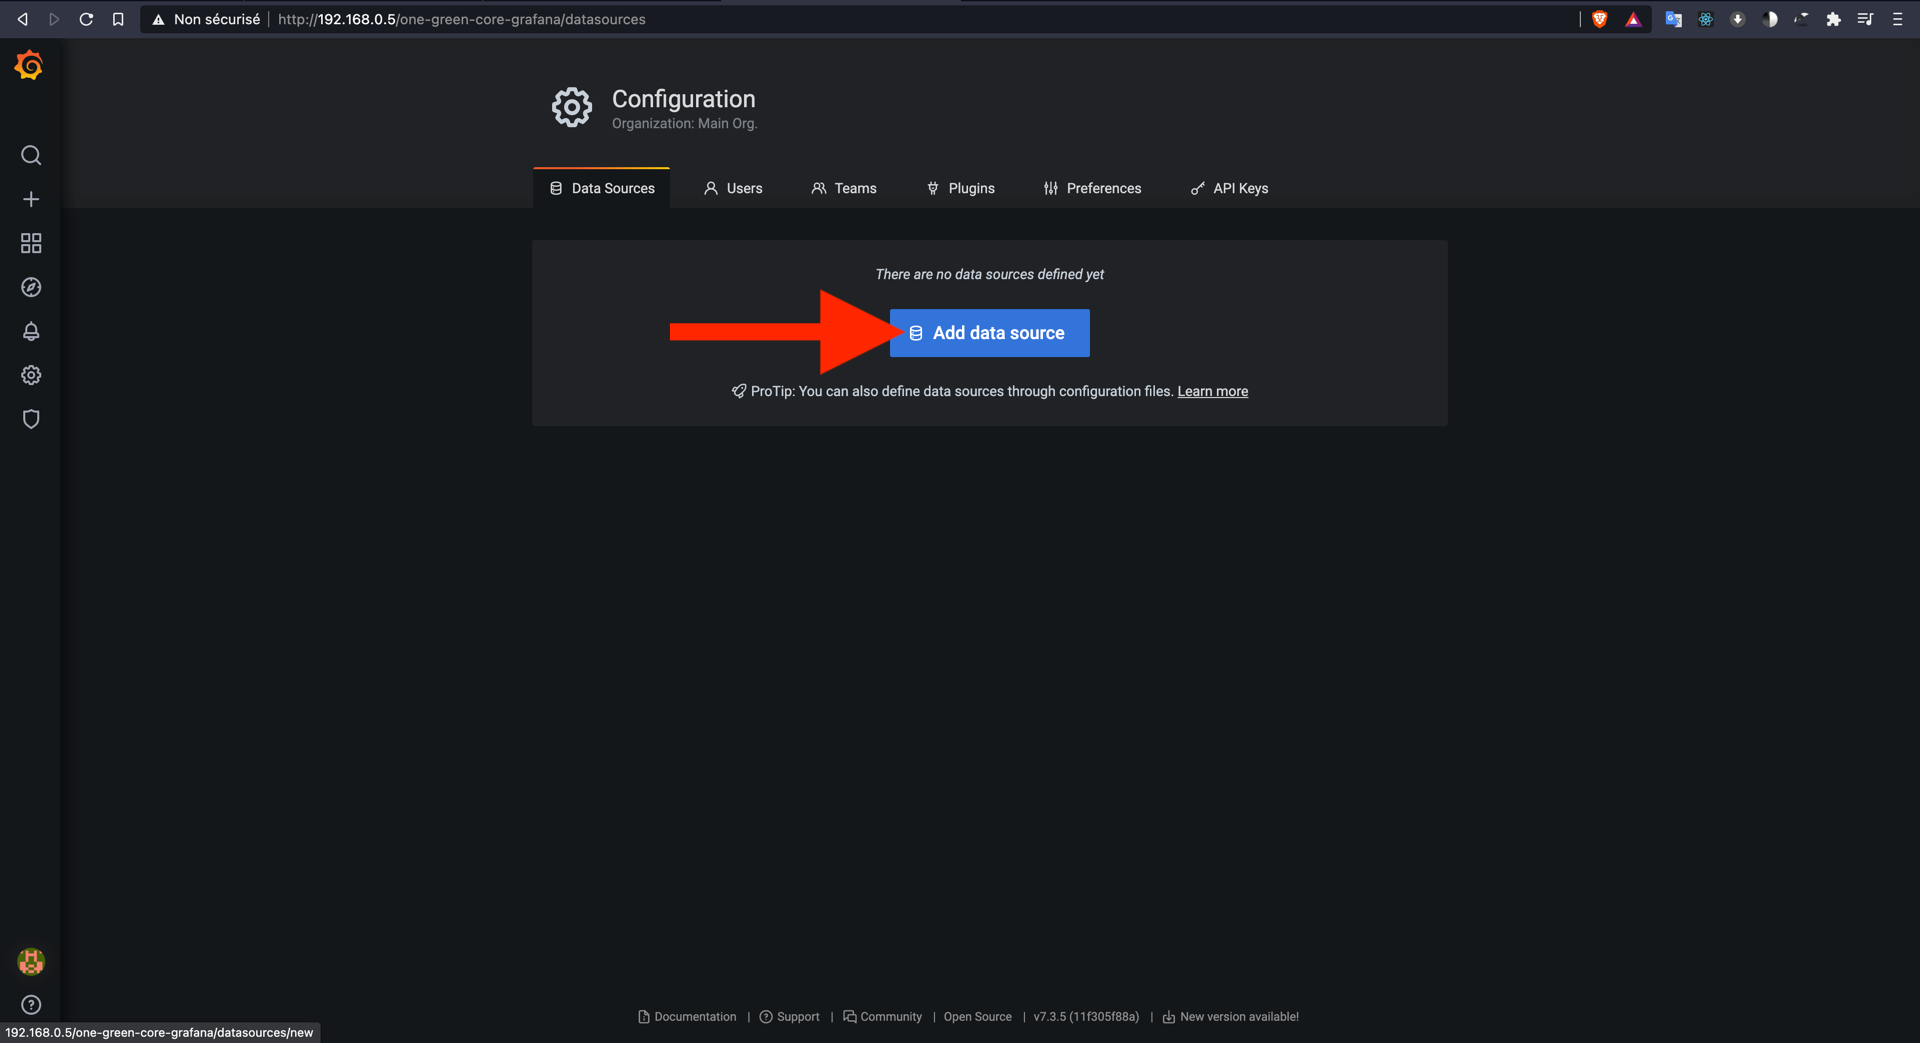 Non sécurisé | http://192.168.0.5/one-green-core-grafana/datasources
Configuration
Organization: Main Org.
Data Sources
Users
Teams
Plugins
Preferences
API Keys
There are no data sources defined yet
Add data source
ProTip: You can also define data sources through configuration files. Learn more
Documentation | Support | Community | Open Source | v7.3.5 (11f305f88a) | New version available!
192.168.0.5/one-green-core-grafana/datasources/new